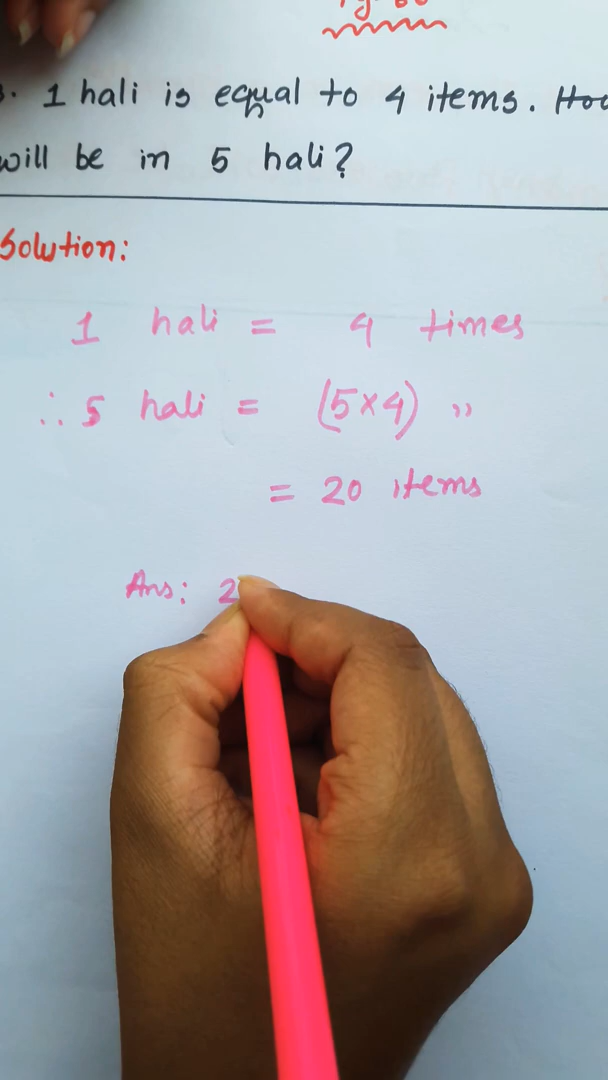 1 hali is equal to 4 items.
will be in 5 hali?
Solution:
1 hali = 4 times
∴ 5 hali = (5×4) ,,
= 20 items
Ans: 2